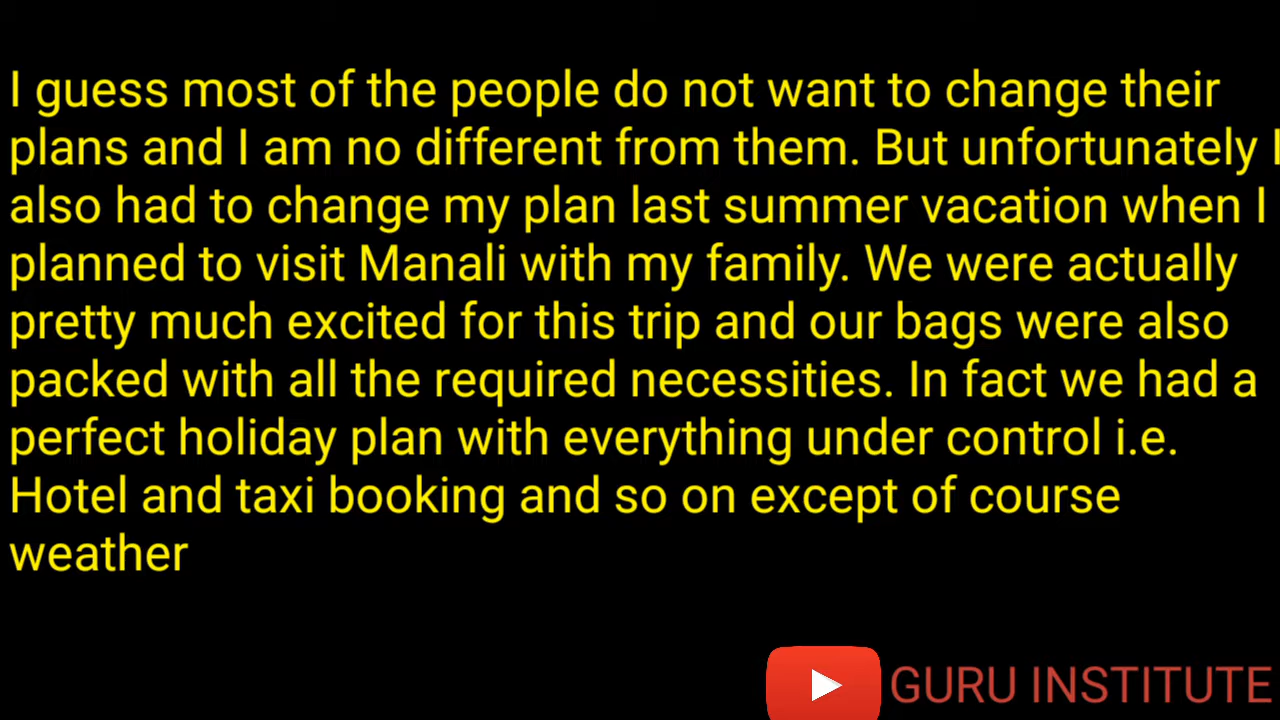 I guess most of the people do not want to change their
plans and I am no different from them. But unfortunately I
also had to change my plan last summer vacation when I
planned to visit Manali with my family. We were actually
pretty much excited for this trip and our bags were also
packed with all the required necessities. In fact we had a
perfect holiday plan with everything under control i.e.
Hotel and taxi booking and so on except of course
weather
GURU INSTITUTE